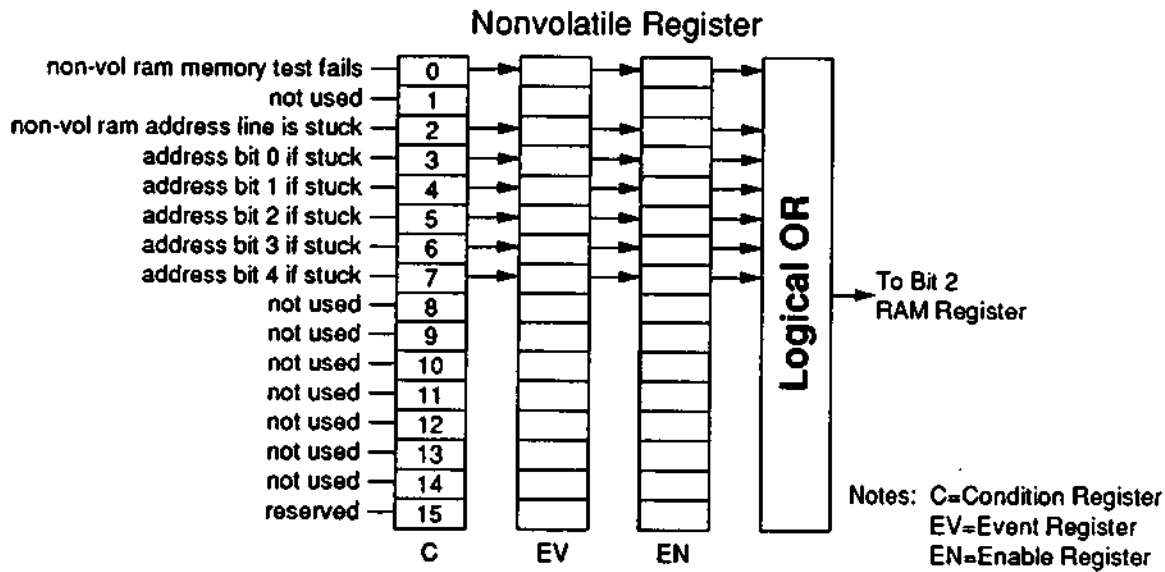 Nonvolatile Register
non-vol ram memory test fails 0
not used 1
non-vol ram address line is stuck 2
address bit 0 if stuck 3
address bit 1 if stuck 4
address bit 2 if stuck 5
address bit 3 if stuck 6
address bit 4 if stuck 7
not used 8
not used 9
not used 10
not used 11
not used 12
not used 13
not used 14
reserved 15
C EV EN
Logical OR
To Bit 2
RAM Register
Notes: C=Condition Register
EV=Event Register
EN=Enable Register